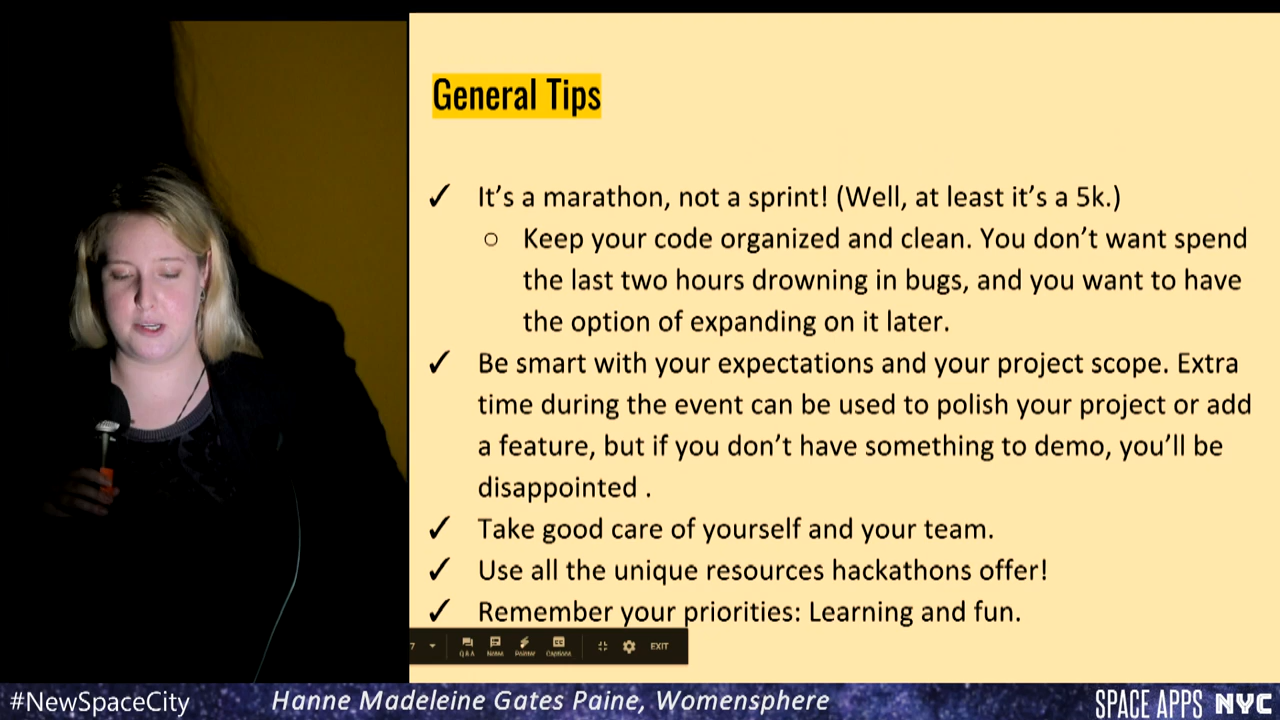 General Tips
✓ It's a marathon, not a sprint! (Well, at least it's a 5k.)
○ Keep your code organized and clean. You don't want spend
the last two hours drowning in bugs, and you want to have
the option of expanding on it later.
✓ Be smart with your expectations and your project scope. Extra
time during the event can be used to polish your project or add
a feature, but if you don't have something to demo, you'll be
disappointed .
✓ Take good care of yourself and your team.
✓ Use all the unique resources hackathons offer!
✓ Remember your priorities: Learning and fun.
7 Q&A Notes Pointer Captions EXIT
#NewSpaceCity Hanne Madeleine Gates Paine, Womensphere SPACE APPS NYC